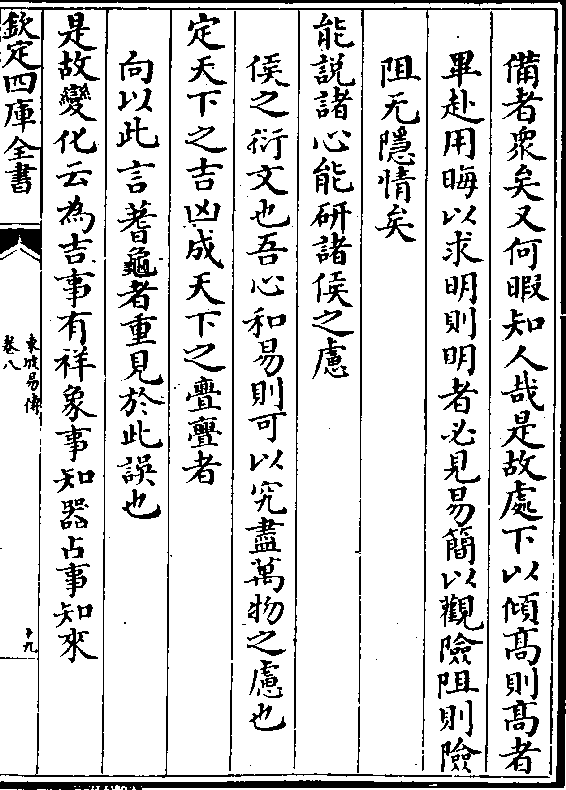 備者衆矣又何暇知人哉是故處下以傾髙則髙者
畢赴用晦以求明則明者必見易簡以觀險阻則險
阻无隱情矣
能説諸心能研諸侯之慮
侯之衍文也吾心和易則可以究盡萬物之慮也
定天下之吉凶成天下之亹亹者
向以此言蓍龜者重見於此誤也
是故變化云為吉事有祥象事知器占事知來
欽定四庫全書
東坡易傳
卷八
十九